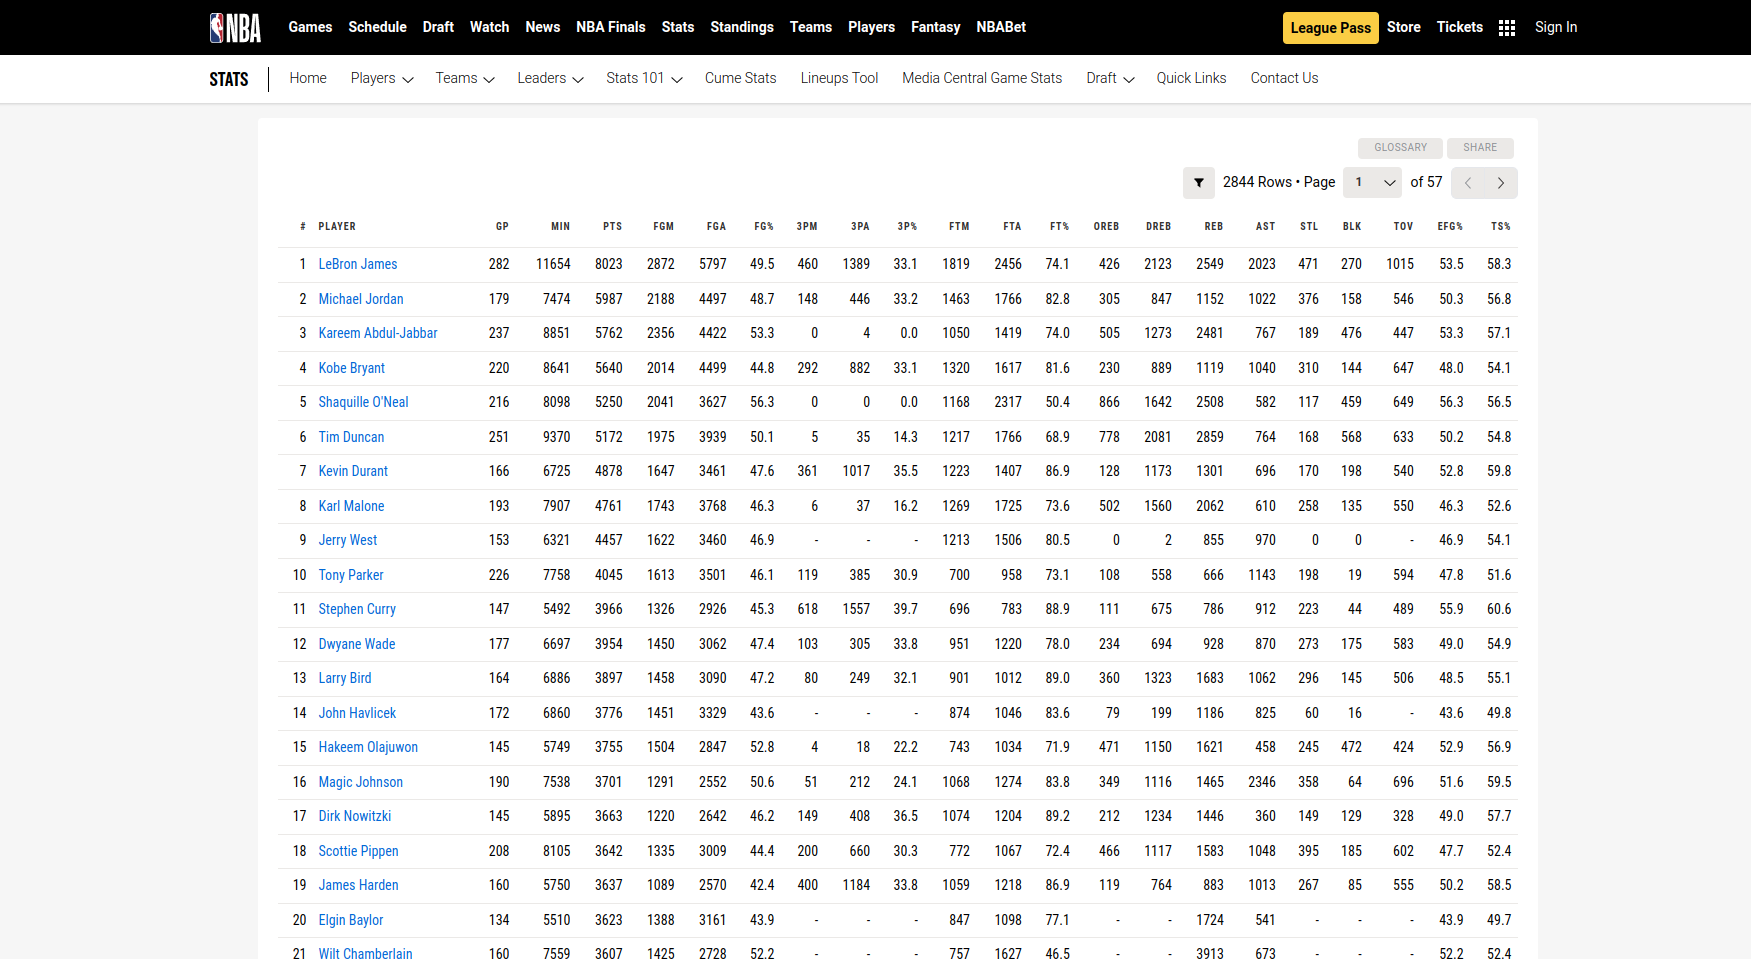 NBA Games Schedule Draft Watch News NBA Finals Stats Standings Teams Players Fantasy NBABet League Pass Store Tickets Sign In
STATS Home Players Teams Leaders Stats 101 Cume Stats Lineups Tool Media Central Game Stats Draft Quick Links Contact Us
GLOSSARY SHARE
2844 Rows • Page 1 of 57
# PLAYER GP MIN PTS FGM FGA FG% 3PM 3PA 3P% FTM FTA FT% OREB DREB REB AST STL BLK TOV EFG% TS%
1 LeBron James 282 11654 8023 2872 5797 49.5 460 1389 33.1 1819 2456 74.1 426 2123 2549 2023 471 270 1015 53.5 58.3
2 Michael Jordan 179 7474 5987 2188 4497 48.7 148 446 33.2 1463 1766 82.8 305 847 1152 1022 376 158 546 50.3 56.8
3 Kareem Abdul-Jabbar 237 8851 5762 2356 4422 53.3 0 4 0.0 1050 1419 74.0 505 1273 2481 767 189 476 447 53.3 57.1
4 Kobe Bryant 220 8641 5640 2014 4499 44.8 292 882 33.1 1320 1617 81.6 230 889 1119 1040 310 144 647 48.0 54.1
5 Shaquille O'Neal 216 8098 5250 2041 3627 56.3 0 0 0.0 1168 2317 50.4 866 1642 2508 582 117 459 649 56.3 56.5
6 Tim Duncan 251 9370 5172 1975 3939 50.1 5 35 14.3 1217 1766 68.9 778 2081 2859 764 168 568 633 50.2 54.8
7 Kevin Durant 166 6725 4878 1647 3461 47.6 361 1017 35.5 1223 1407 86.9 128 1173 1301 696 170 198 540 52.8 59.8
8 Karl Malone 193 7907 4761 1743 3768 46.3 6 37 16.2 1269 1725 73.6 502 1560 2062 610 258 135 550 46.3 52.6
9 Jerry West 153 6321 4457 1622 3460 46.9 - - - 1213 1506 80.5 0 2 855 970 0 0 - 46.9 54.1
10 Tony Parker 226 7758 4045 1613 3501 46.1 119 385 30.9 700 958 73.1 108 558 666 1143 198 19 594 47.8 51.6
11 Stephen Curry 147 5492 3966 1326 2926 45.3 618 1557 39.7 696 783 88.9 111 675 786 912 223 44 489 55.9 60.6
12 Dwyane Wade 177 6697 3954 1450 3062 47.4 103 305 33.8 951 1220 78.0 234 694 928 870 273 175 583 49.0 54.9
13 Larry Bird 164 6886 3897 1458 3090 47.2 80 249 32.1 901 1012 89.0 360 1323 1683 1062 296 145 506 48.5 55.1
14 John Havlicek 172 6860 3776 1451 3329 43.6 - - - 874 1046 83.6 79 199 1186 825 60 16 - 43.6 49.8
15 Hakeem Olajuwon 145 5749 3755 1504 2847 52.8 4 18 22.2 743 1034 71.9 471 1150 1621 458 245 472 424 52.9 56.9
16 Magic Johnson 190 7538 3701 1291 2552 50.6 51 212 24.1 1068 1274 83.8 349 1116 1465 2346 358 64 696 51.6 59.5
17 Dirk Nowitzki 145 5895 3663 1220 2642 46.2 149 408 36.5 1074 1204 89.2 212 1234 1446 360 149 129 328 49.0 57.7
18 Scottie Pippen 208 8105 3642 1335 3009 44.4 200 660 30.3 772 1067 72.4 466 1117 1583 1048 395 185 602 47.7 52.4
19 James Harden 160 5750 3637 1089 2570 42.4 400 1184 33.8 1059 1218 86.9 119 764 883 1013 267 85 555 50.2 58.5
20 Elgin Baylor 134 5510 3623 1388 3161 43.9 - - - 847 1098 77.1 - - 1724 541 - - - 43.9 49.7
21 Wilt Chamberlain 160 7559 3607 1425 2728 52.2 - - - 757 1627 46.5 - - 3913 673 - - - 52.2 52.4